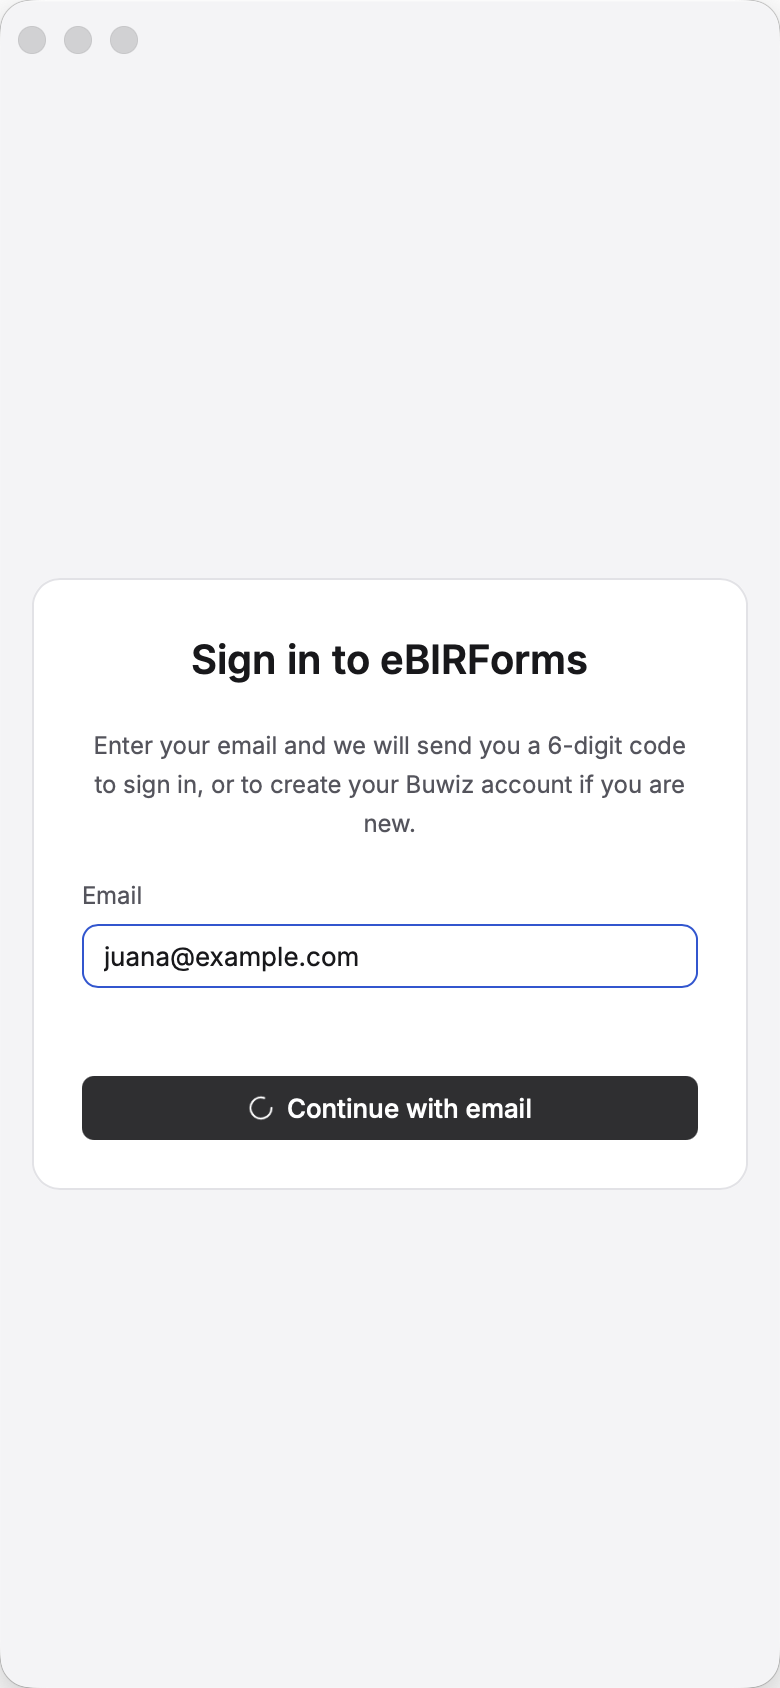 Sign in to eBIRForms
Enter your email and we will send you a 6-digit code
to sign in, or to create your Buwiz account if you are
new.
Email
juana@example.com
Continue with email